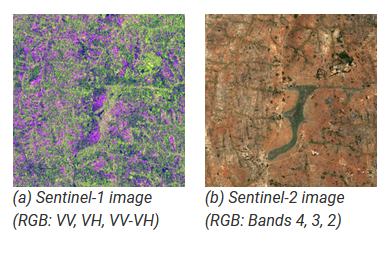 (a) Sentinel-1 image
(RGB: VV, VH, VV-VH)
(b) Sentinel-2 image
(RGB: Bands 4, 3, 2)